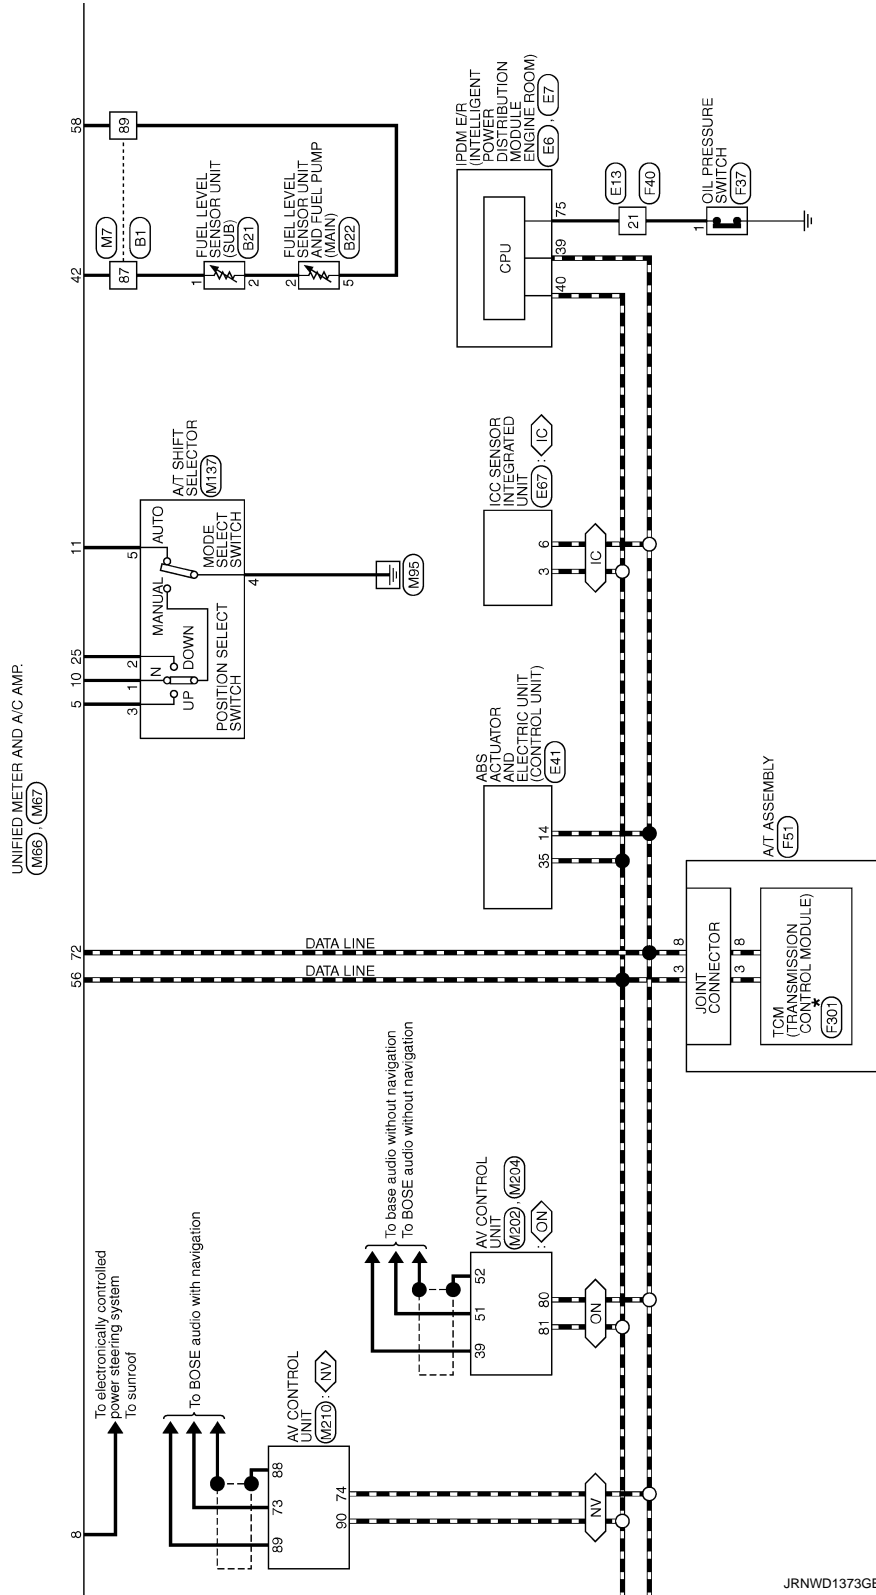 UNIFIED METER AND A/C AMP.
M66 , M67
8
To electronically controlled
power steering system
To sunroof
To BOSE audio with navigation
89
73
88
AV CONTROL
UNIT
M210 : NV
90
74
NV
To base audio without navigation
To BOSE audio without navigation
39
51
52
AV CONTROL
UNIT
M202 , M204
: ON
81
80
ON
56
72
DATA LINE
DATA LINE
3
8
JOINT
CONNECTOR
3
8
TCM
(TRANSMISSION
CONTROL MODULE)
*
F301
A/T ASSEMBLY
F51
ABS
ACTUATOR
AND
ELECTRIC UNIT
(CONTROL UNIT)
E41
35
14
5
10
25
11
3
1
2
5
UP
N
DOWN
MANUAL
AUTO
POSITION SELECT
SWITCH
MODE
SELECT
SWITCH
A/T SHIFT
SELECTOR
M137
4
M95
ICC SENSOR
INTEGRATED
UNIT
E67 : IC
3
6
IC
42
58
87
89
M7
B1
1
FUEL LEVEL
SENSOR UNIT
(SUB)
B21
2
2
FUEL LEVEL
SENSOR UNIT
AND FUEL PUMP
(MAIN)
B22
5
IPDM E/R
(INTELLIGENT
POWER
DISTRIBUTION
MODULE
ENGINE ROOM)
E6 , E7
CPU
40
39
75
21
E13
F40
1
OIL PRESSURE
SWITCH
F37
JRNWD1373GE